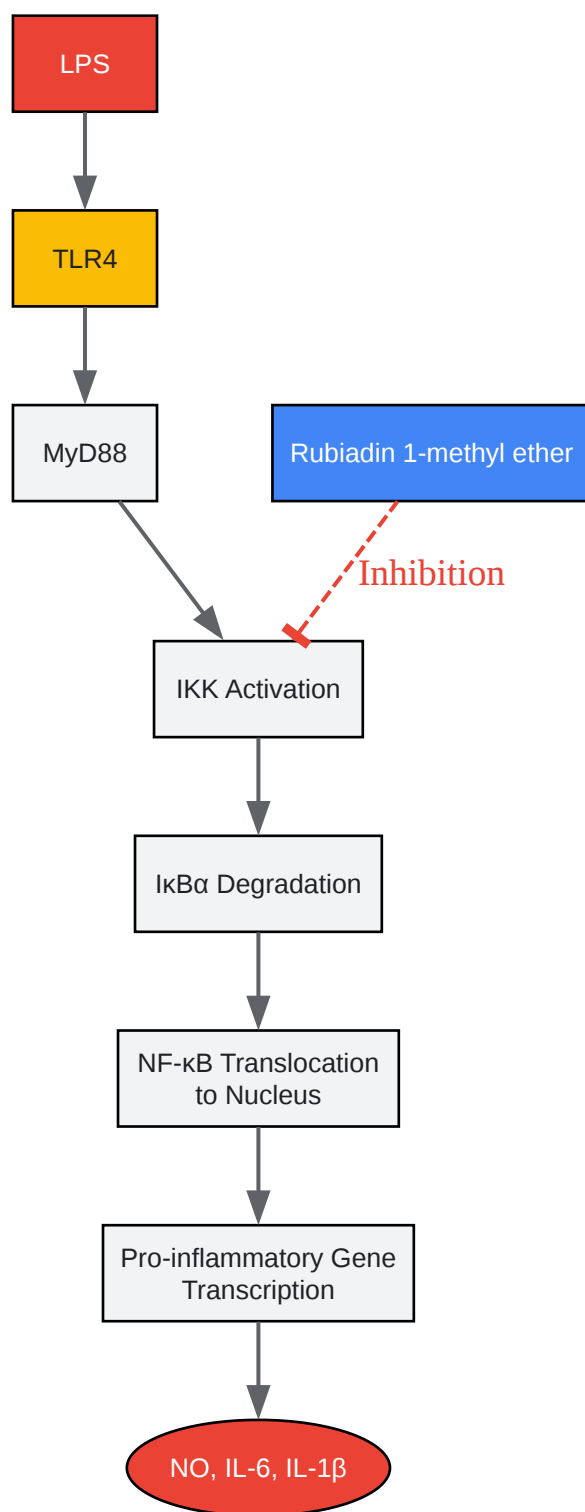 LPS
TLR4
MyD88
Rubiadin 1-methyl ether
Inhibition
IKK Activation
IκBα Degradation
NF-κB Translocation
to Nucleus
Pro-inflammatory Gene
Transcription
NO, IL-6, IL-1β